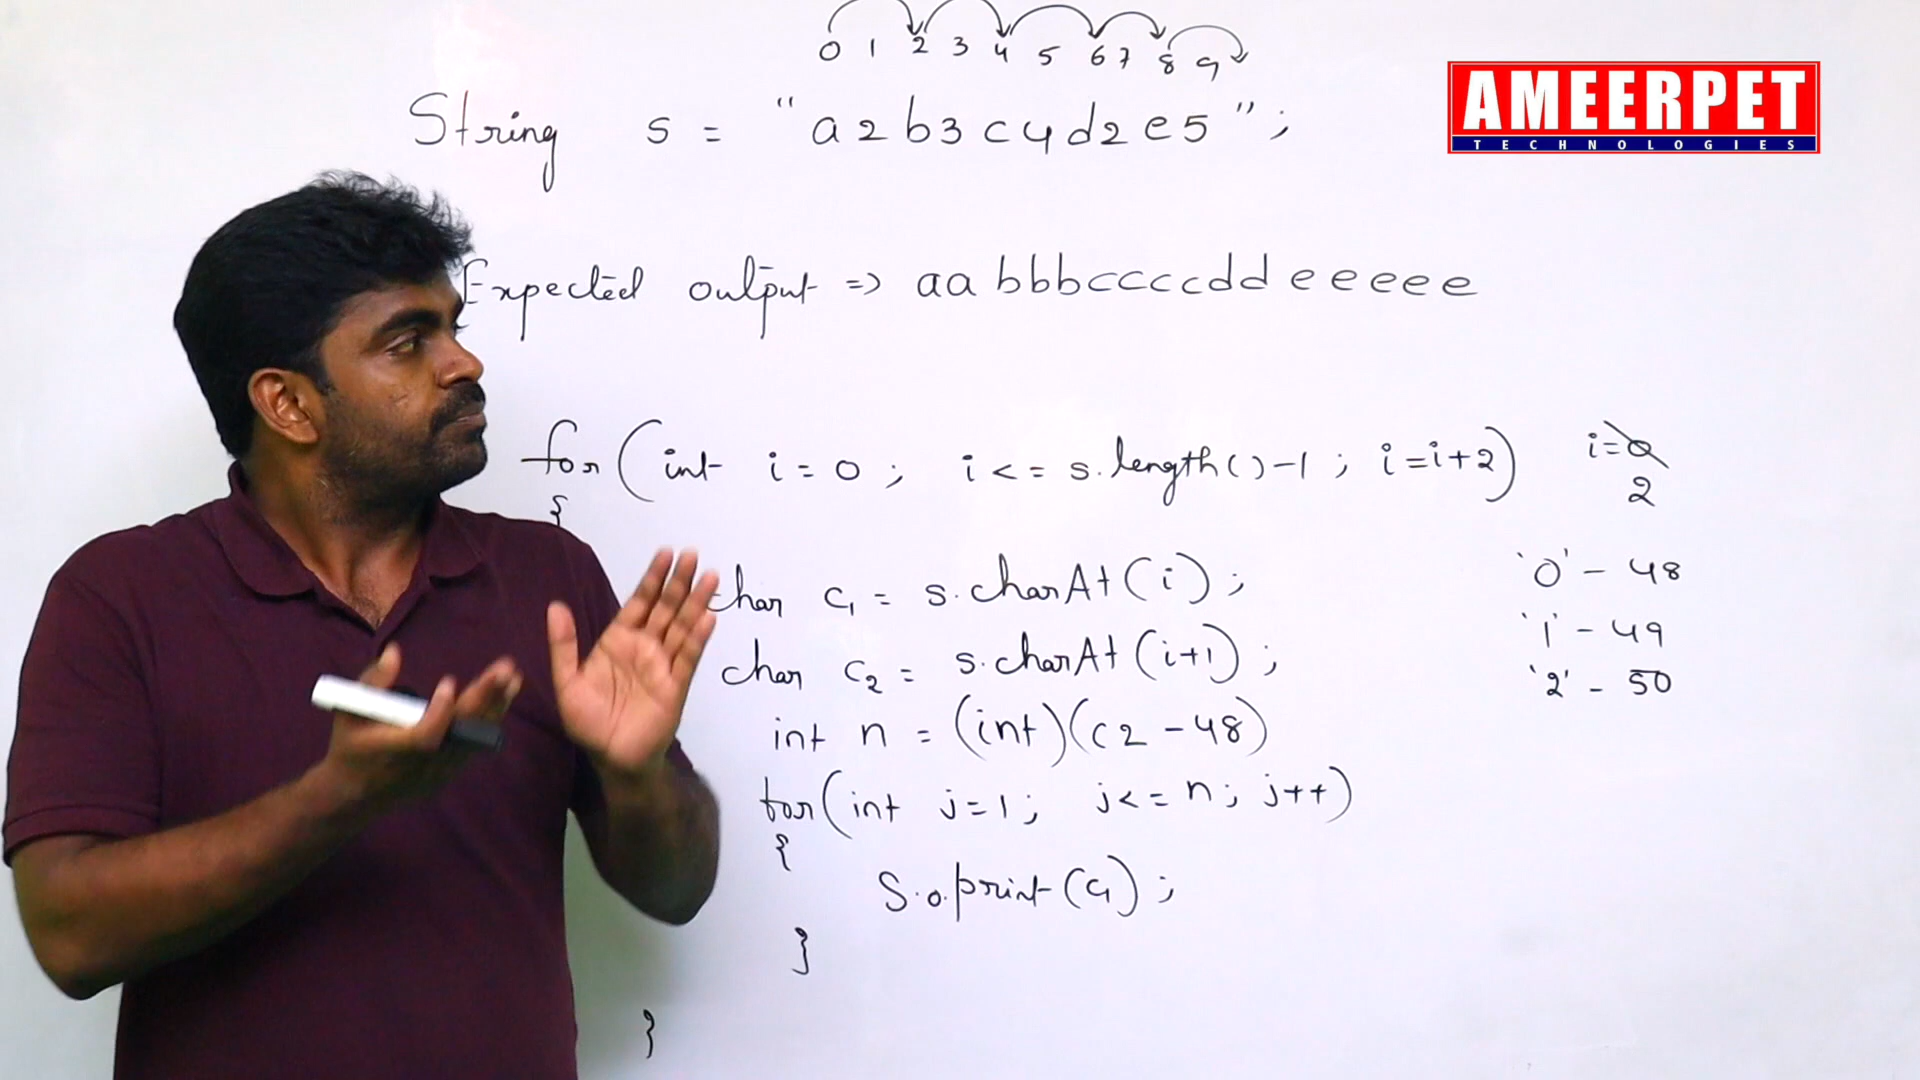 0 1 2 3 4 5 6 7 8 9
AMEERPET
TECHNOLOGIES
String s = "a2b3c4d2e5";
Expected output => aabbbccccddeeeee
for(int i=0; i<=s.length()-1; i=i+2) i=0
2
{
char c1 = s.charAt(i); '0' - 48
'1' - 49
char c2 = s.charAt(i+1); '2' - 50
int n = (int)(c2-48)
for(int j=1; j<=n; j++)
{
S.o.print(c1);
}
}